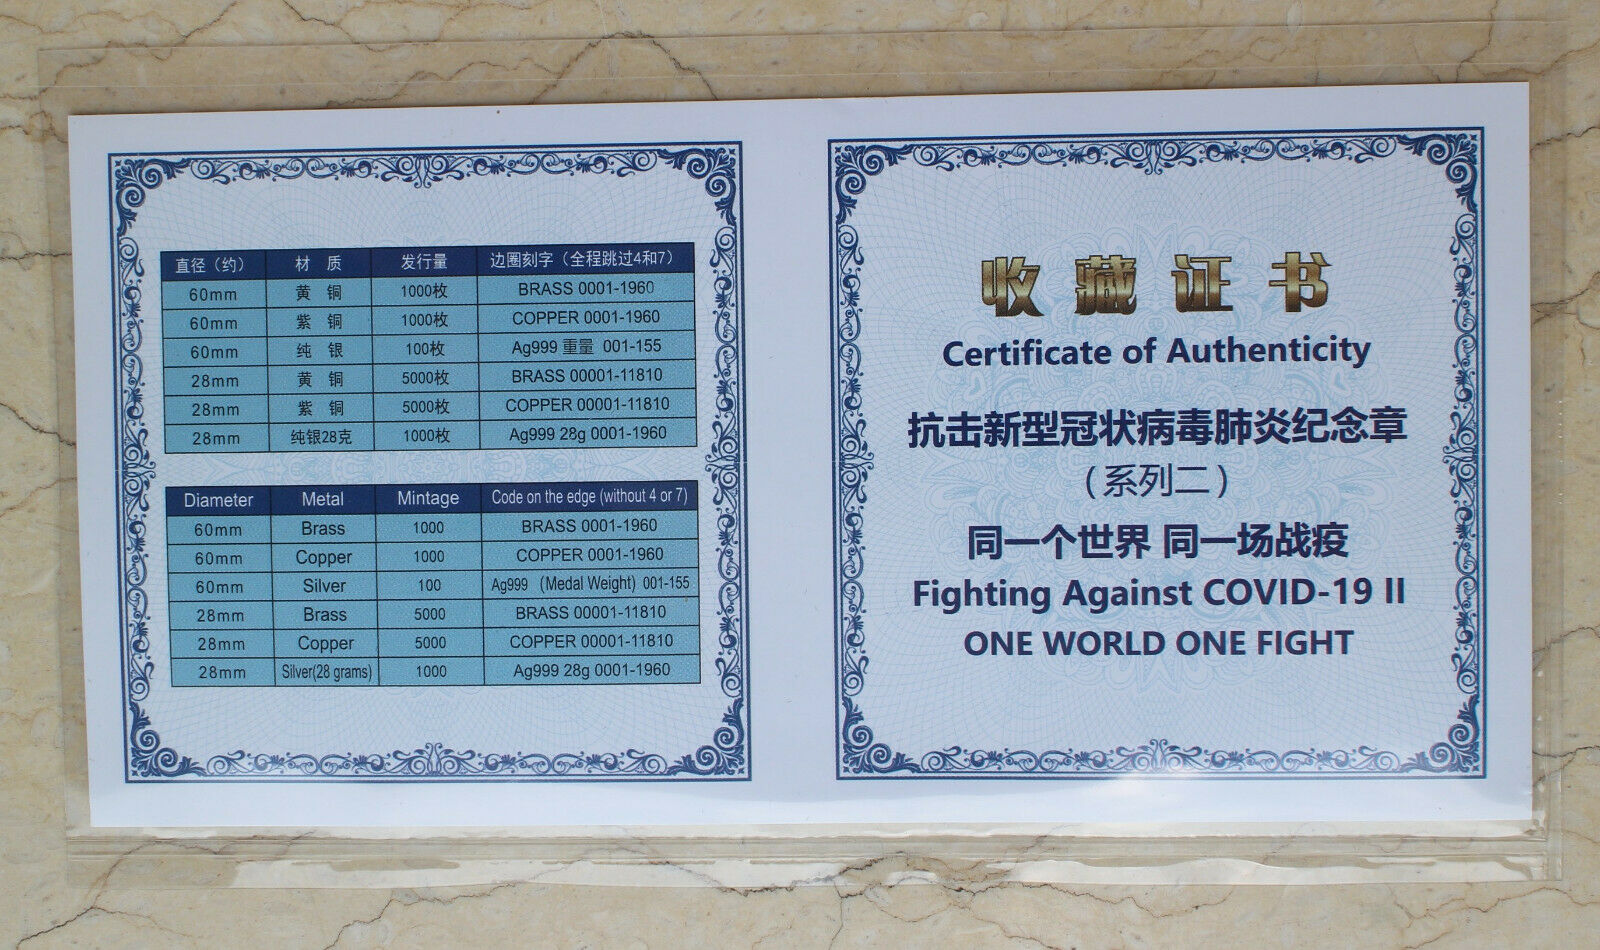 直径（约） 材 质 发行量 边圈刻字（全程跳过4和7）
60mm 黄 铜 1000枚 BRASS 0001-1960
60mm 紫 铜 1000枚 COPPER 0001-1960
60mm 纯 银 100枚 Ag999 重量 001-155
28mm 黄 铜 5000枚 BRASS 00001-11810
28mm 紫 铜 5000枚 COPPER 00001-11810
28mm 纯银28克 1000枚 Ag999 28g 0001-1960
Diameter Metal Mintage Code on the edge (without 4 or 7)
60mm Brass 1000 BRASS 0001-1960
60mm Copper 1000 COPPER 0001-1960
60mm Silver 100 Ag999 (Medal Weight) 001-155
28mm Brass 5000 BRASS 00001-11810
28mm Copper 5000 COPPER 00001-11810
28mm Silver(28 grams) 1000 Ag999 28g 0001-1960
收藏证书
Certificate of Authenticity
抗击新型冠状病毒肺炎纪念章
（系列二）
同一个世界 同一场战疫
Fighting Against COVID-19 II
ONE WORLD ONE FIGHT